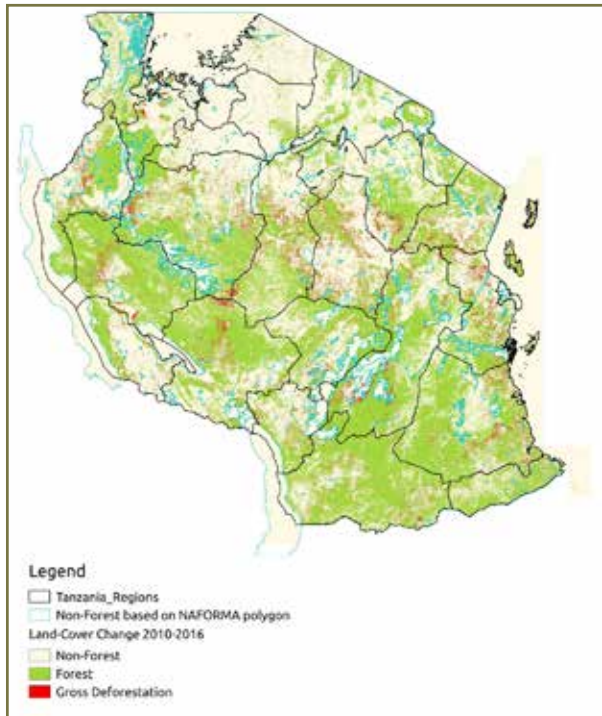 Legend
Tanzania_Regions
Non-Forest based on NAFORMA polygon
Land-Cover Change 2010-2016
Non-Forest
Forest
Gross Deforestation